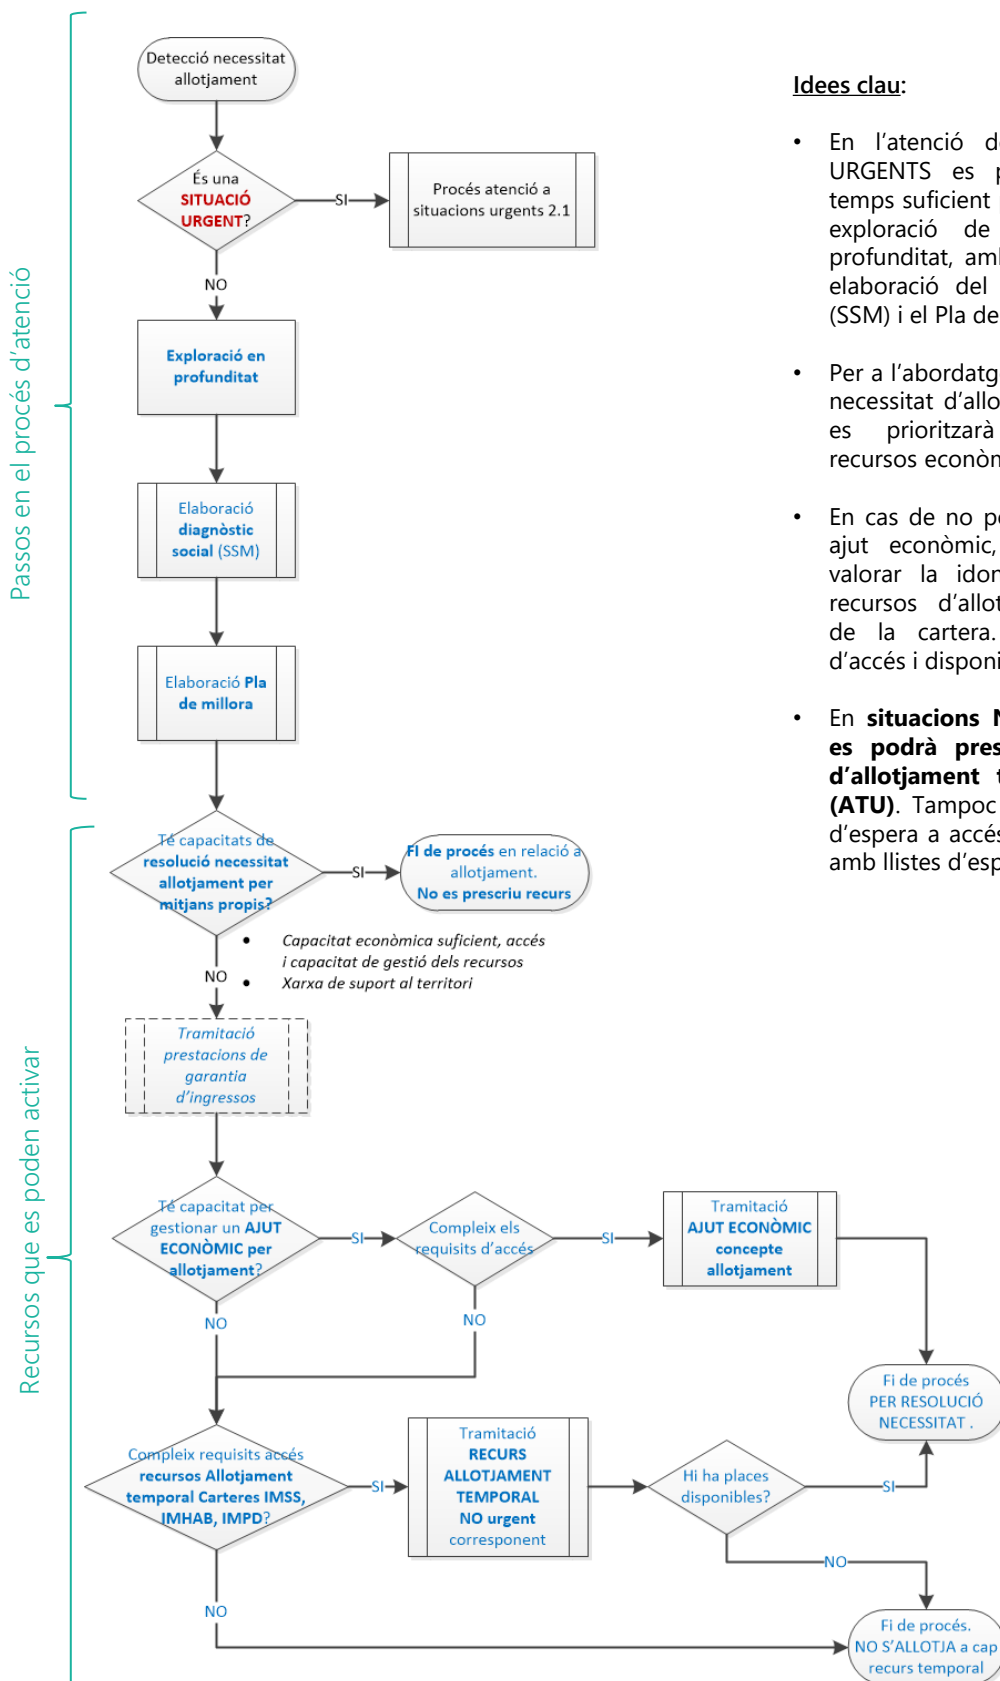 Passos en el procés d'atenció
Detecció necessitat
allotjament
És una
SITUACIÓ
URGENT?
SI
Procés atenció a
situacions urgents 2.1
NO
Exploració en
profunditat
Elaboració
diagnòstic
social (SSM)
Elaboració Pla
de millora
Idees clau:
• En l'atenció
URGENTS es
temps suficient
exploració de
profunditat,
elaboració del
(SSM) i el Pla de
• Per a l'abordatg
necessitat d'allo
es prioritzarà
recursos econòm
• En cas de no
ajut econòmic,
valorar la
recursos d'allot
de la cartera.
d'accés i disponi
• En situacions
es podrà
d'allotjament
(ATU). Tampoc
d'espera a accés
amb llistes d'esp
Recursos que es poden activar
Té capacitats de
resolució necessitat
allotjament per
mitjans propis?
SI
FI de procés en relació a
allotjament.
No es prescriu recurs
NO
• Capacitat econòmica suficient, accés
i capacitat de gestió dels recursos
• Xarxa de suport al territori
Tramitació
prestacions de
garantia
d'ingressos
Té capacitat per
gestionar un AJUT
ECONÒMIC per
allotjament?
SI
Compleix els
requisits d'accés
SI
Tramitació
AJUT ECONÒMIC
concepte
allotjament
NO
NO
Fi de procés
PER RESOLUCIÓ
NECESSITAT .
Compleix requisits accés
recursos Allotjament
temporal Carteres IMSS,
IMHAB, IMPD?
SI
Tramitació
RECURS
ALLOTJAMENT
TEMPORAL
NO urgent
corresponent
Hi ha places
disponibles?
SI
NO
NO
Fi de procés.
NO S'ALLOTJA a cap
recurs temporal